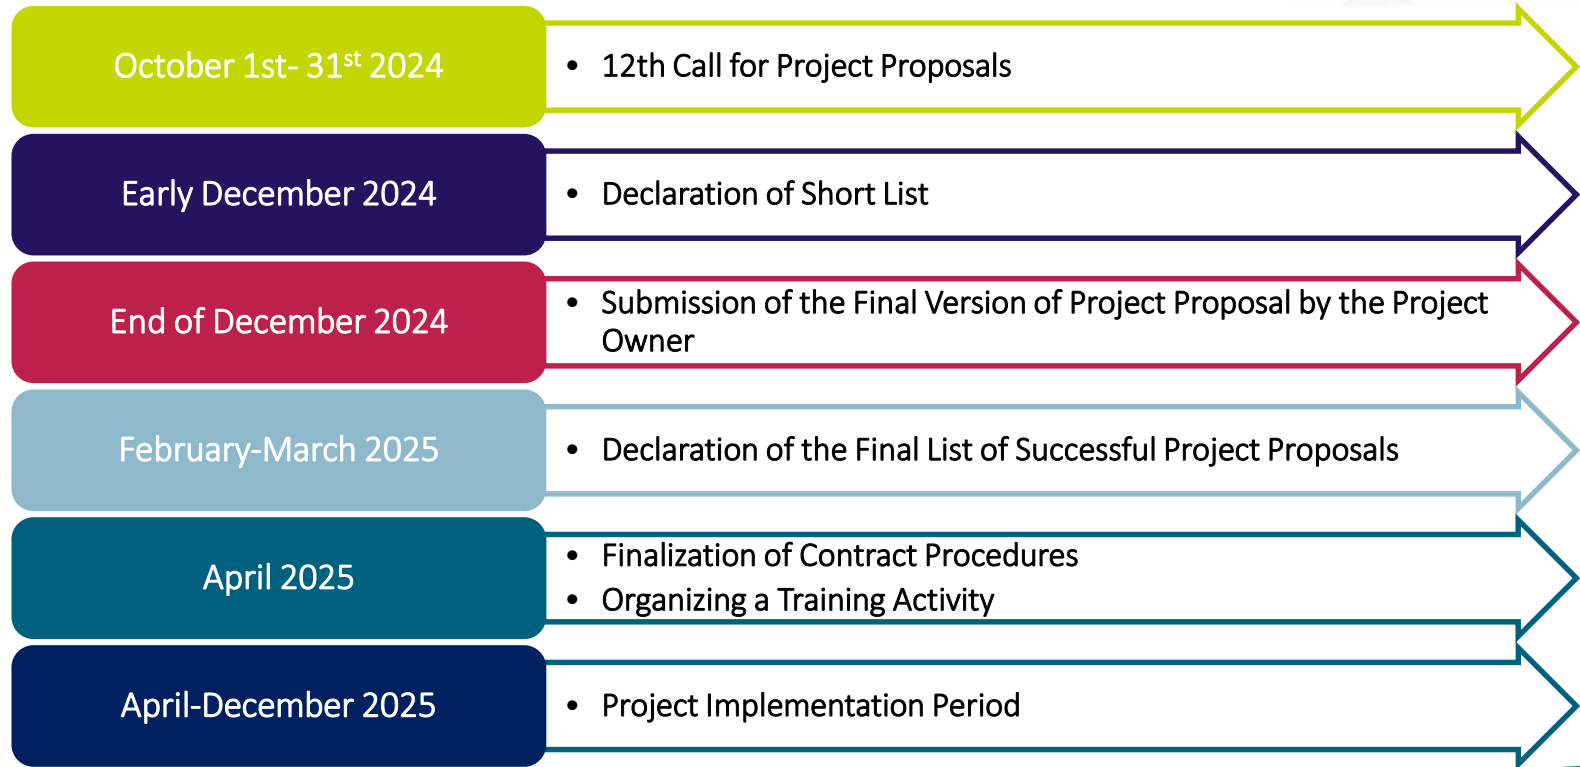 October 1st- 31st 2024
• 12th Call for Project Proposals
Early December 2024
• Declaration of Short List
End of December 2024
• Submission of the Final Version of Project Proposal by the Project
Owner
February-March 2025
• Declaration of the Final List of Successful Project Proposals
April 2025
• Finalization of Contract Procedures
• Organizing a Training Activity
April-December 2025
• Project Implementation Period